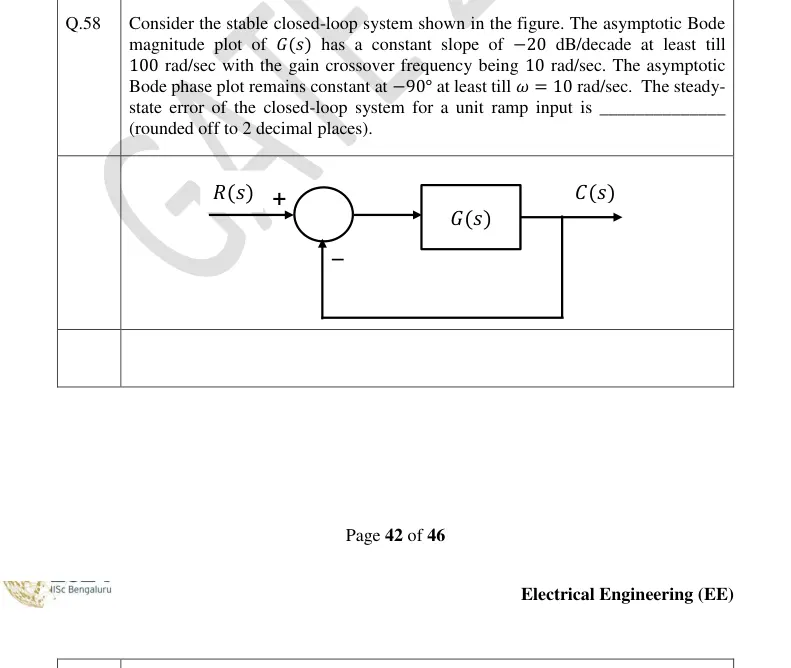 Q.58 Consider the stable closed-loop system shown in the figure. The asymptotic Bode
magnitude plot of G(s) has a constant slope of −20 dB/decade at least till
100 rad/sec with the gain crossover frequency being 10 rad/sec. The asymptotic
Bode phase plot remains constant at −90° at least till ω = 10 rad/sec. The steady-
state error of the closed-loop system for a unit ramp input is ______________
(rounded off to 2 decimal places).
R(s) + C(s)
G(s)
−
Page 42 of 46
IISc Bengaluru
Electrical Engineering (EE)